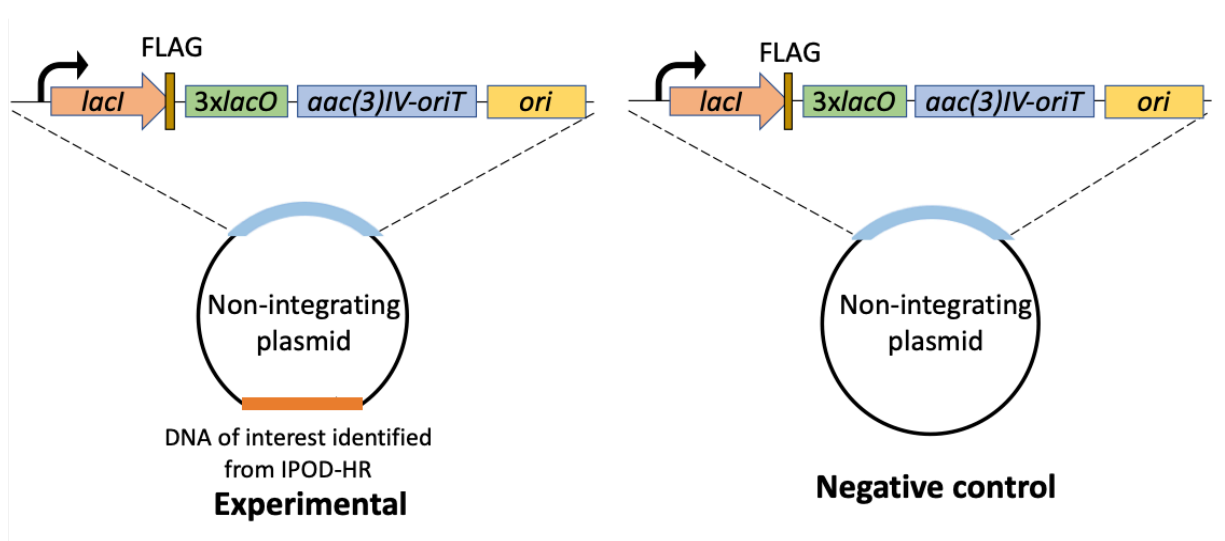 FLAG
lacI
3xlacO
aac(3)IV-oriT
ori
Non-integrating
plasmid
DNA of interest identified
from IPOD-HR
Experimental
FLAG
lacI
3xlacO
aac(3)IV-oriT
ori
Non-integrating
plasmid
Negative control